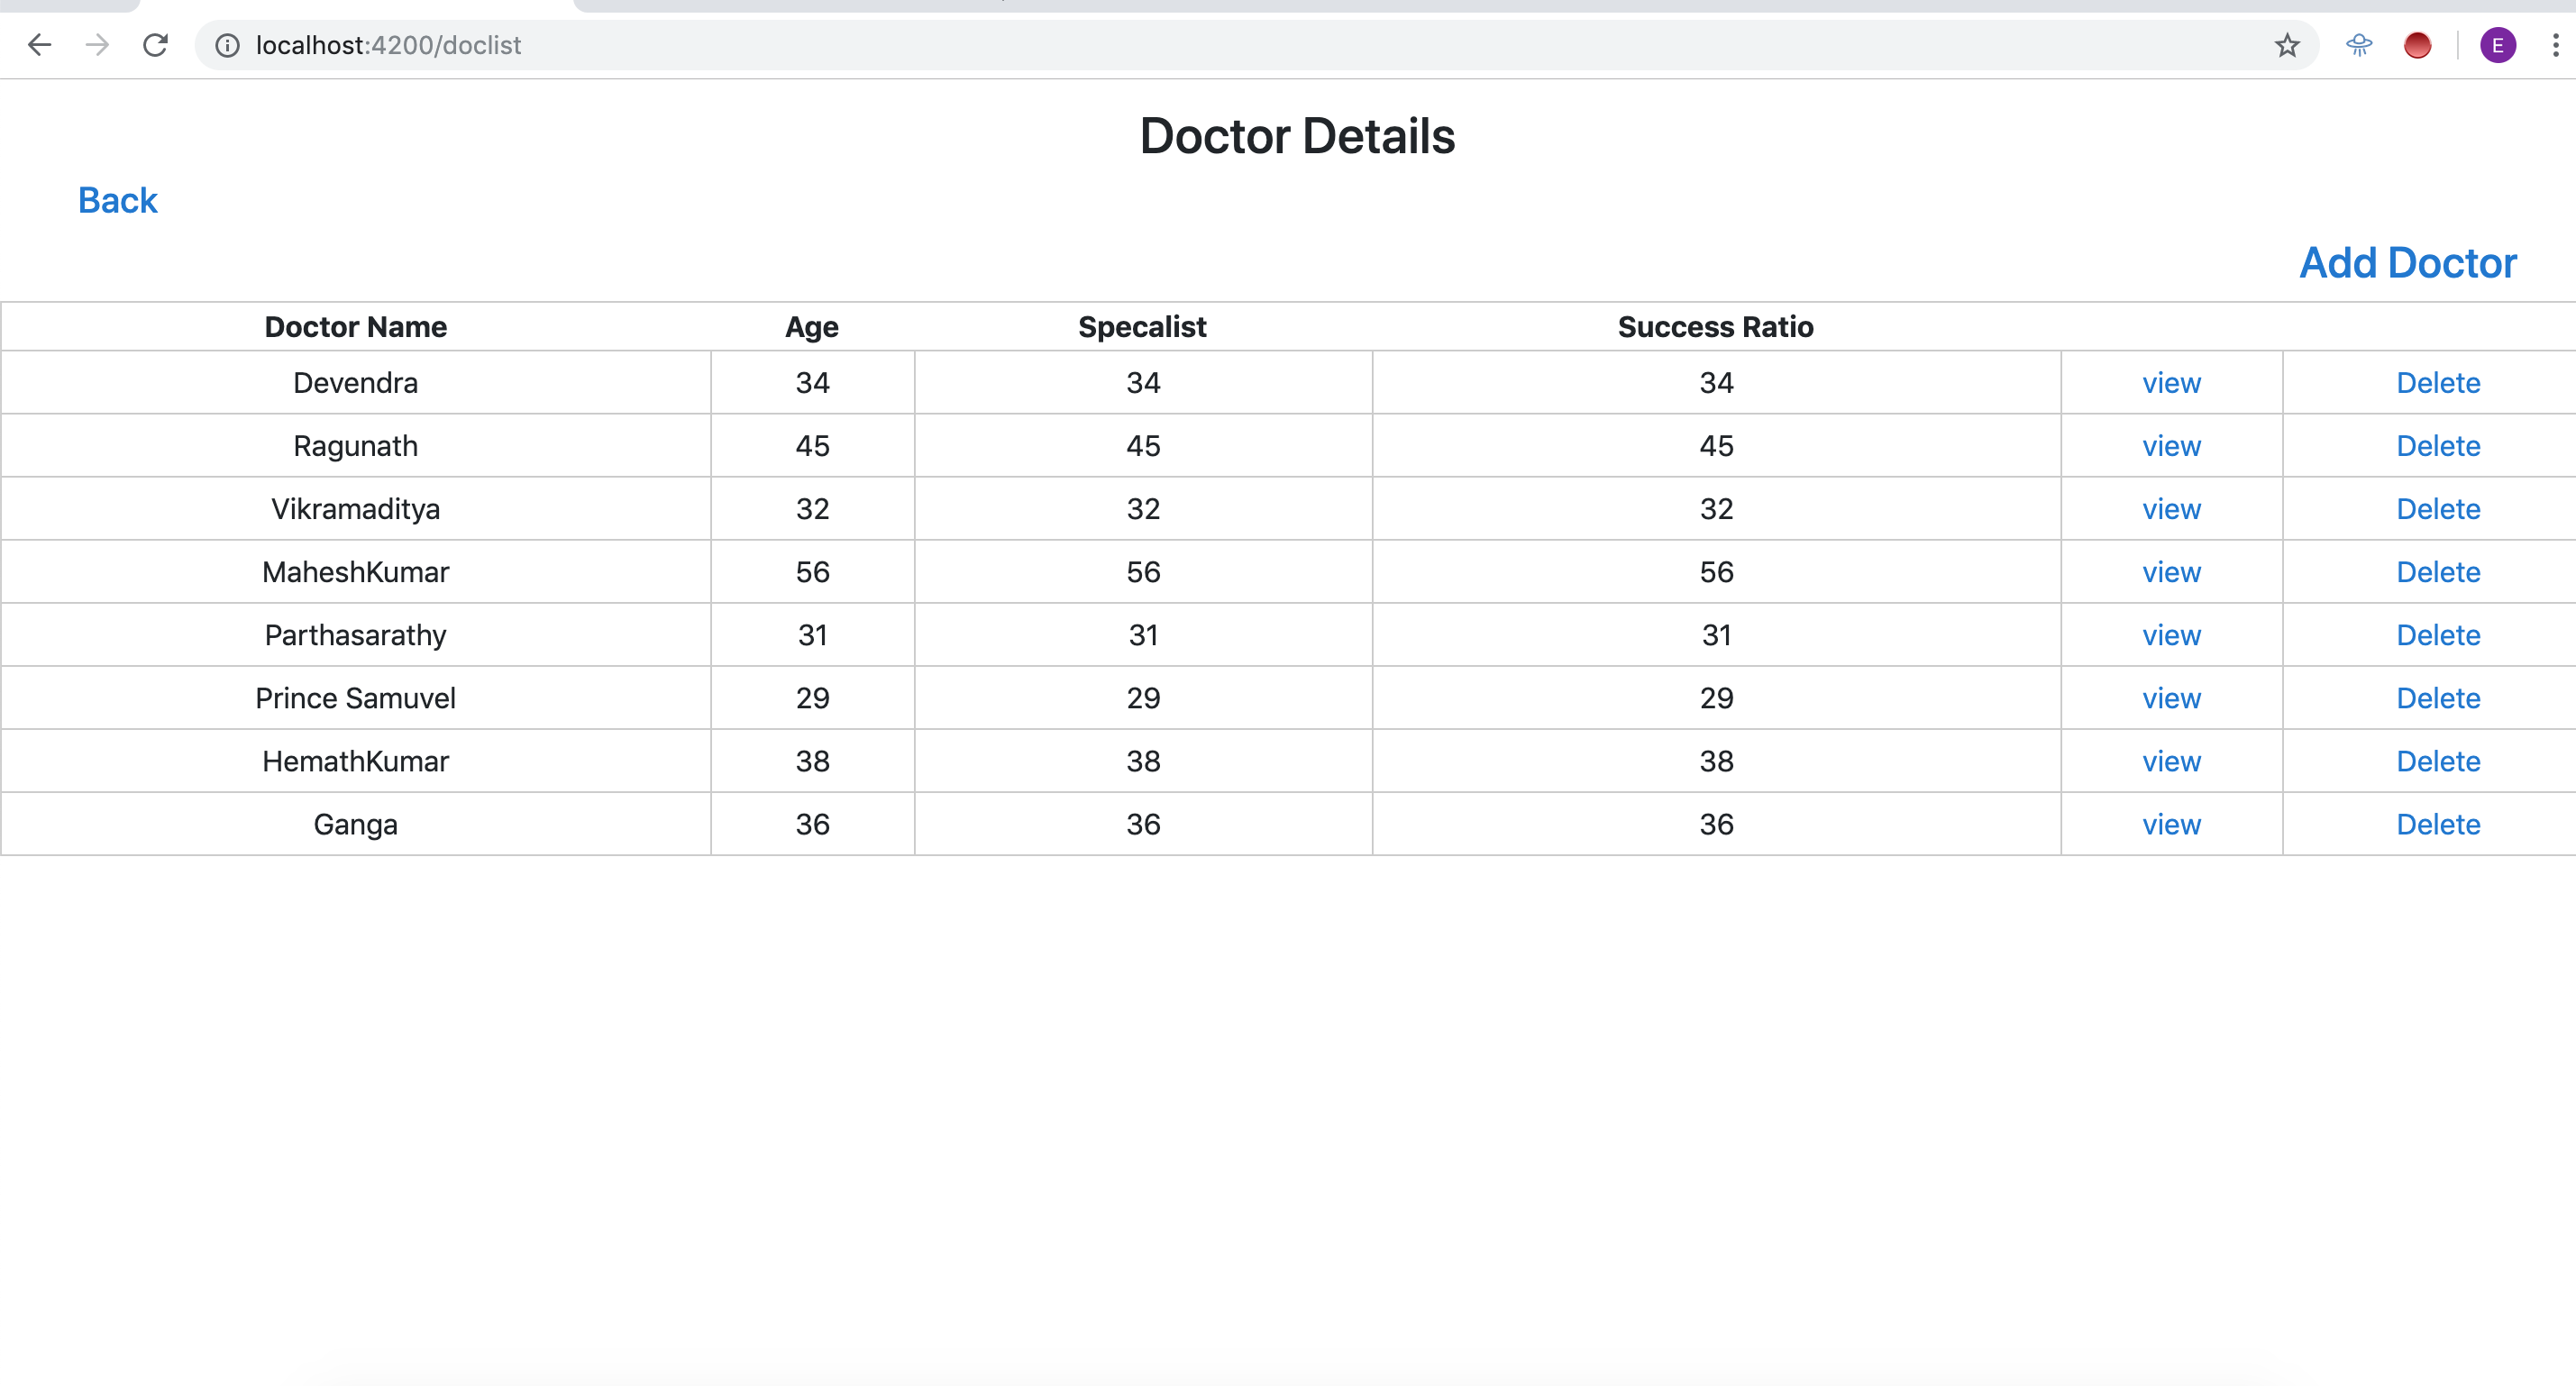 localhost:4200/doclist
E
Doctor Details
Back
Add Doctor
Doctor Name Age Specalist Success Ratio
Devendra 34 34 34 view Delete
Ragunath 45 45 45 view Delete
Vikramaditya 32 32 32 view Delete
MaheshKumar 56 56 56 view Delete
Parthasarathy 31 31 31 view Delete
Prince Samuvel 29 29 29 view Delete
HemathKumar 38 38 38 view Delete
Ganga 36 36 36 view Delete